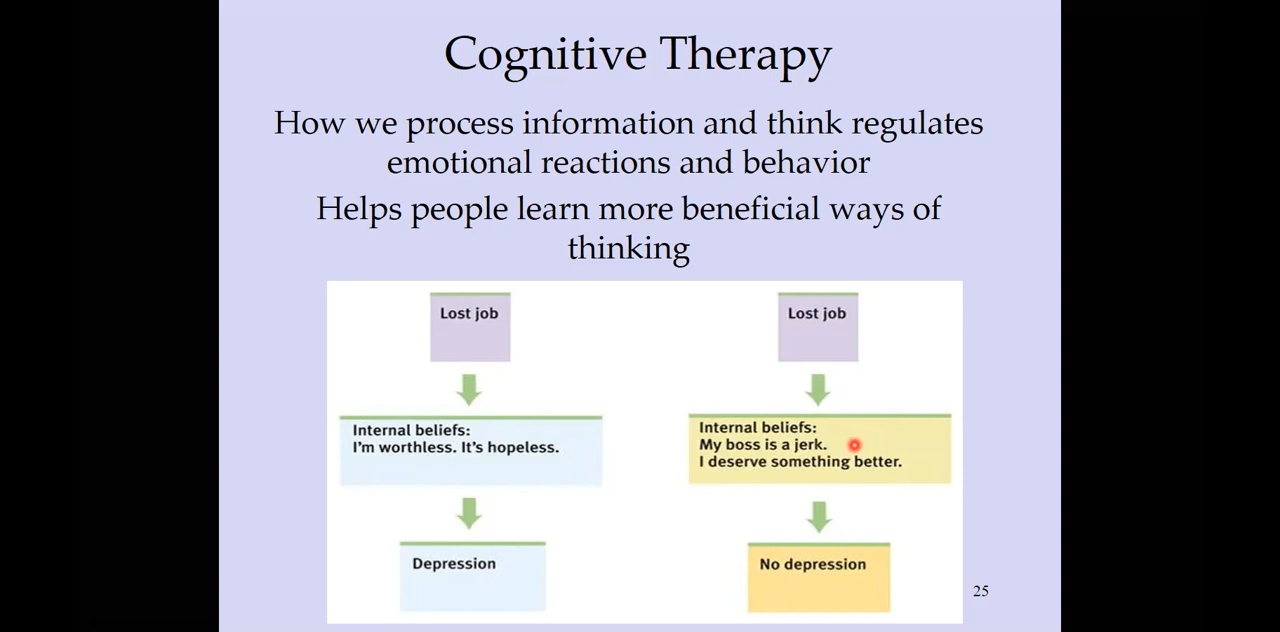 Cognitive Therapy
How we process information and think regulates
emotional reactions and behavior
Helps people learn more beneficial ways of
thinking
Lost job
Internal beliefs:
I'm worthless. It's hopeless.
Depression
Lost job
Internal beliefs:
My boss is a jerk.
I deserve something better.
No depression
25